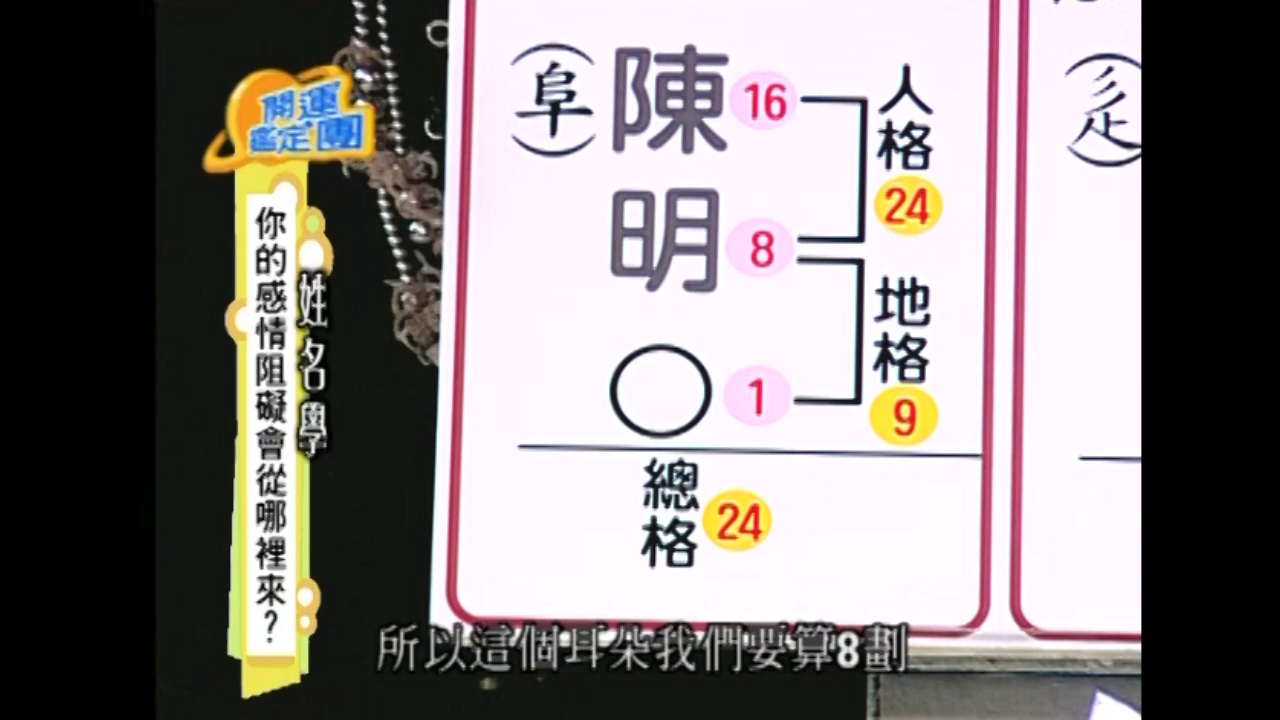 開運
鑑定團
姓名學
你的感情阻礙會從哪裡來？
(阜)
陳 16
明 8
1
人格
24
地格
9
總格
24
(辵)
所以這個耳朵我們要算8劃